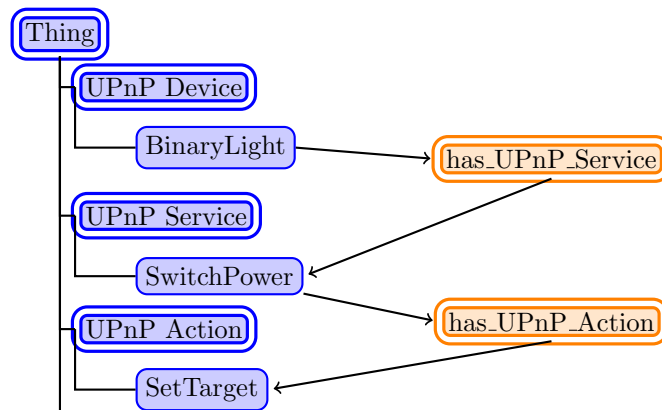 Thing
UPnP Device
BinaryLight
has_UPnP_Service
UPnP Service
SwitchPower
UPnP Action
has_UPnP_Action
SetTarget